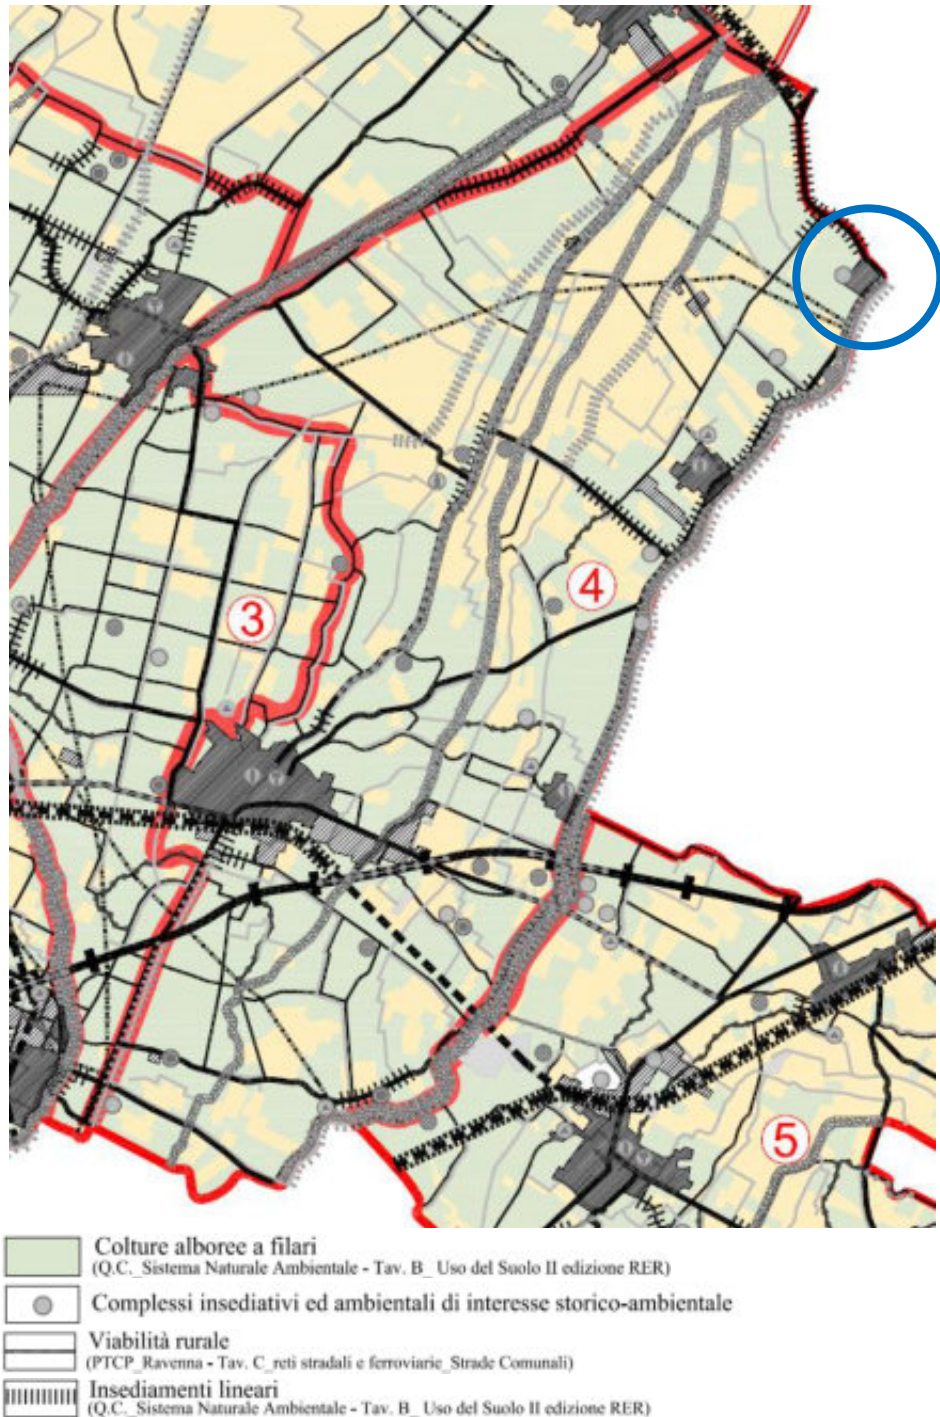 3
4
5
Colture alboree a filari
(Q.C._Sistema Naturale Ambientale - Tav. B_ Uso del Suolo II edizione RER)
Complessi insediativi ed ambientali di interesse storico-ambientale
Viabilità rurale
(PTCP_Ravenna - Tav. C_reti stradali e ferroviarie_Strade Comunali)
Insediamenti lineari
(Q.C._Sistema Naturale Ambientale - Tav. B_ Uso del Suolo II edizione RER)